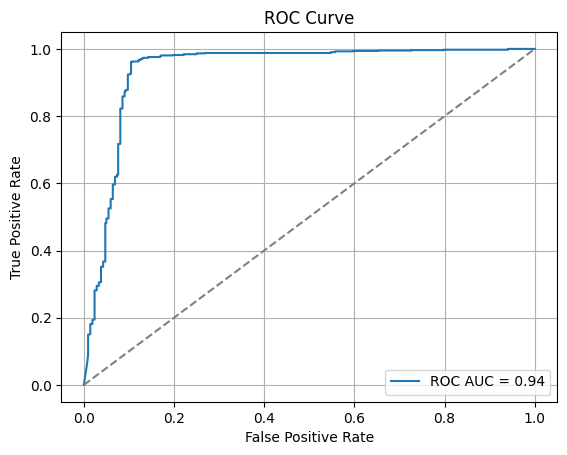 ROC Curve
True Positive Rate
1.0
0.8
0.6
0.4
0.2
0.0
0.0 0.2 0.4 0.6 0.8 1.0
False Positive Rate
ROC AUC = 0.94